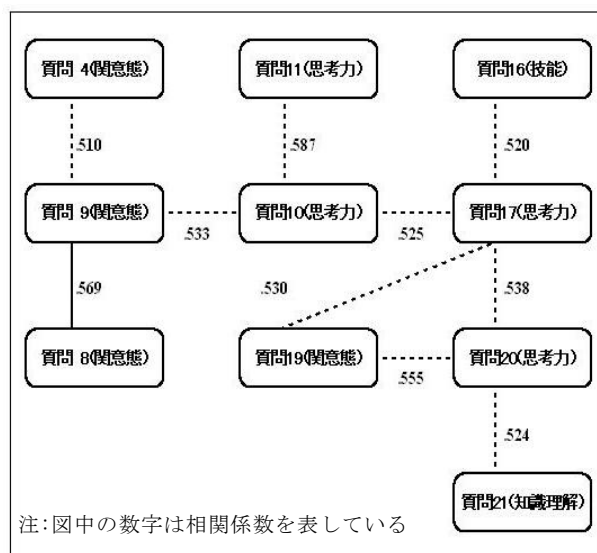 質問 4(関意態)
質問11(思考力)
質問16(技能)
.510
.587
.520
質問 9(関意態)
質問10(思考力)
質問17(思考力)
.533
.525
.569
.530
.538
質問 8(関意態)
質問19(関意態)
質問20(思考力)
.555
.524
質問21(知識理解)
注:図中の数字は相関係数を表している